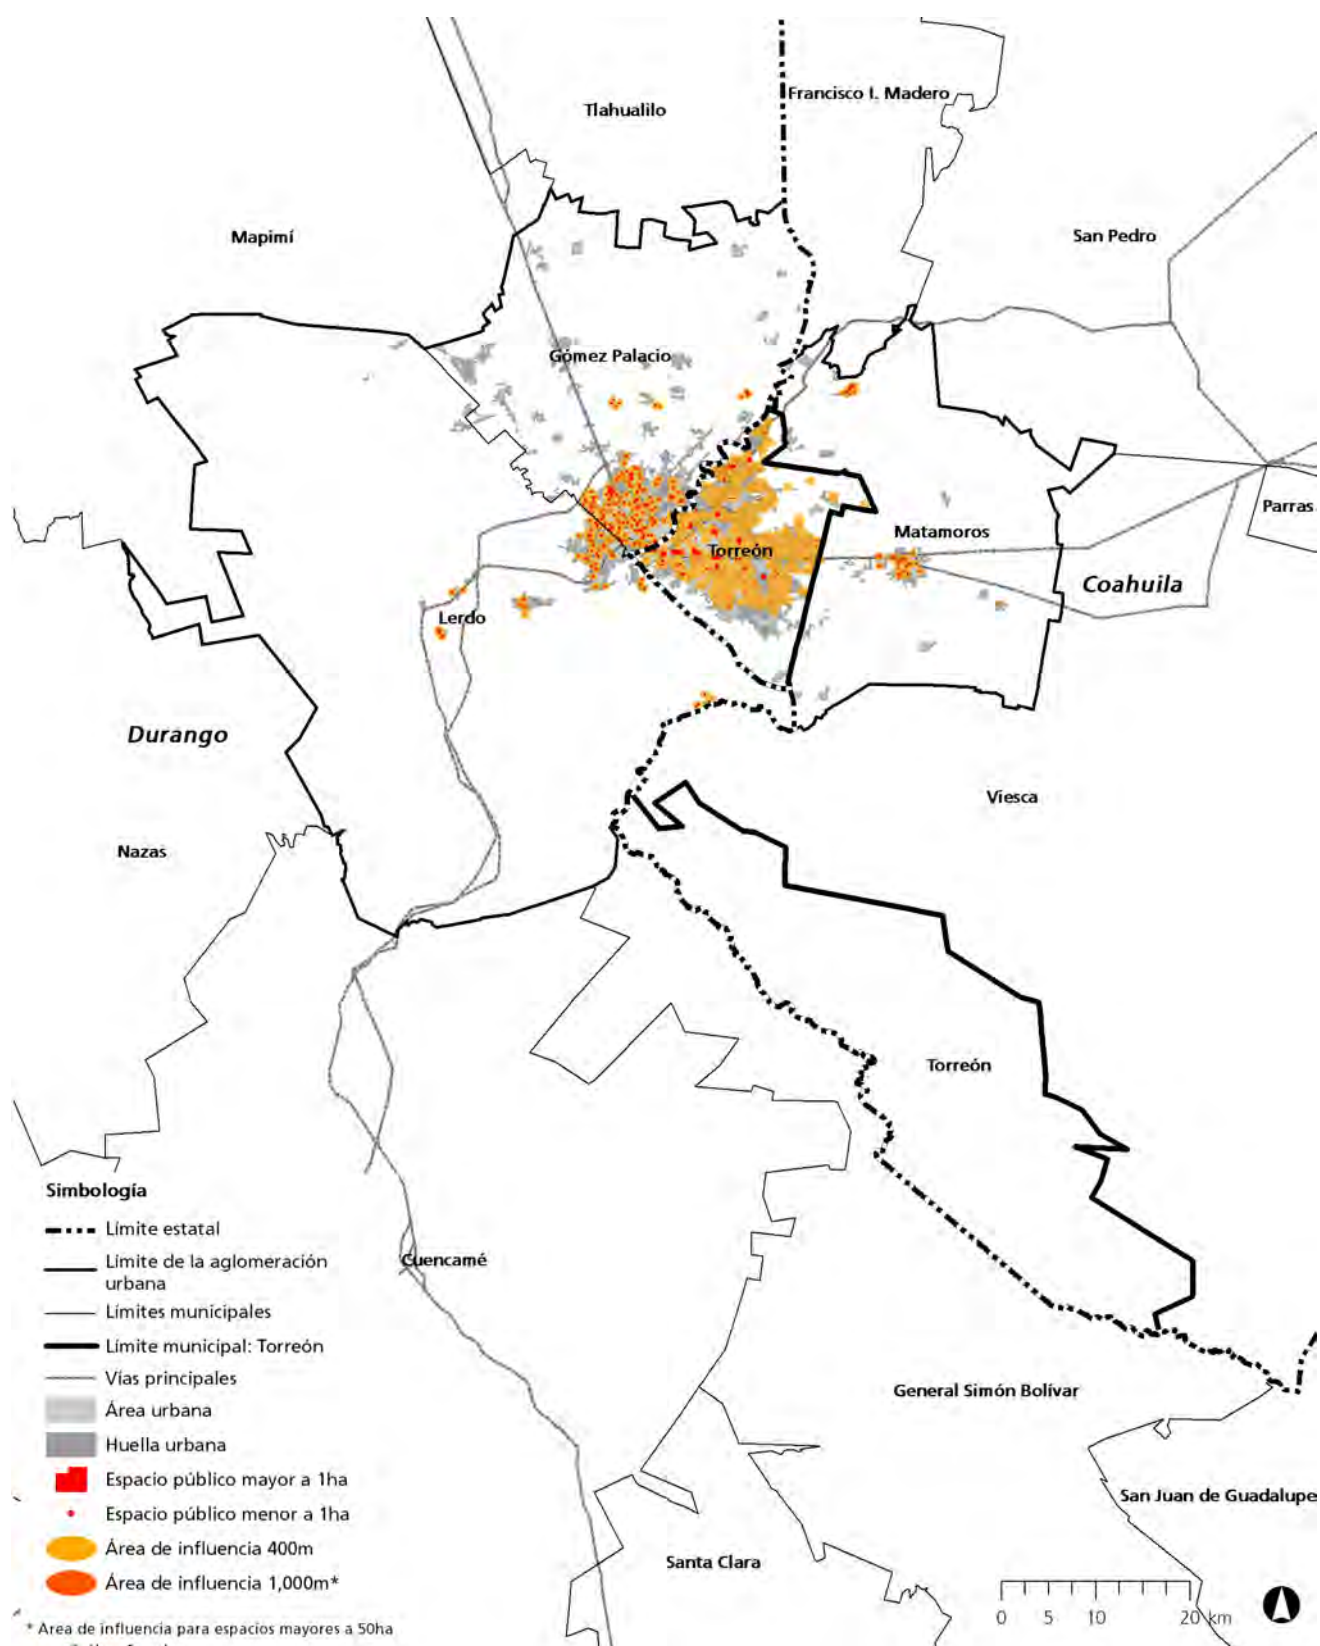 Tlahualilo
Francisco I. Madero
Mapimí
San Pedro
Gómez Palacio
Parras
Matamoros
Torreón
Coahuila
Lerdo
Durango
Viesca
Nazas
Torreón
Simbología
Límite estatal
Límite de la aglomeración
urbana
Límites municipales
Límite municipal: Torreón
Vías principales
Área urbana
Huella urbana
Espacio público mayor a 1ha
Espacio público menor a 1ha
Área de influencia 400m
Área de influencia 1,000m*
Cuencamé
General Simón Bolívar
San Juan de Guadalupe
Santa Clara
0 5 10 20 km
* Area de influencia para espacios mayores a 50ha